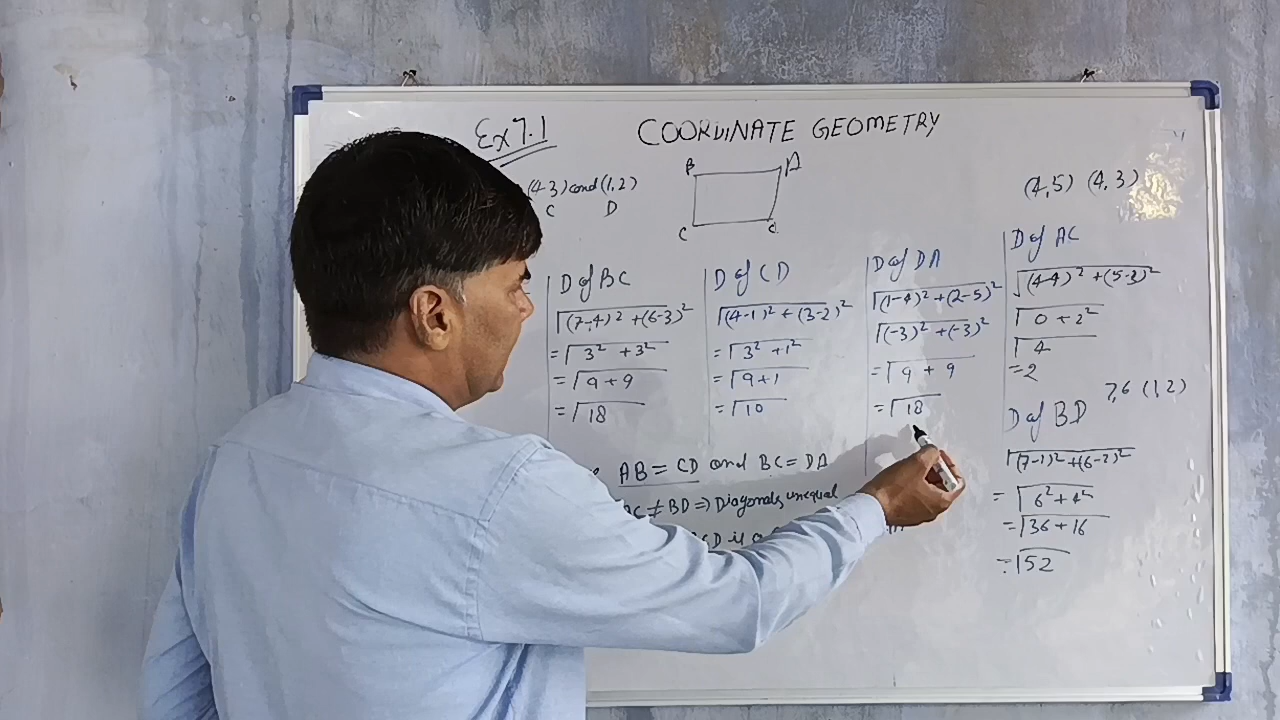 Ex 7.1
COORDINATE GEOMETRY
(4 3) and (1, 2)
C D
B A
C d
(4,5) (4, 3)
D of BC
√(7-4)² + (6-3)²
= √3² + 3²
= √9 + 9
= √18
D of CD
√(4-1)² + (3-2)²
= √3² + 1²
= √9 + 1
= √10
D of DA
√(1-4)² + (2-5)²
√(-3)² + (-3)²
= √9 + 9
= √18
D of AC
√(4-4)² + (5-3)²
√0 + 2²
√4
= 2
7,6 (1, 2)
D of BD
√(7-1)² + (6-2)²
= √6² + 4²
= √36 + 16
= √52
AB = CD and BC = DA
AC ≠ BD ⇒ Diagonals unequal
CD is a